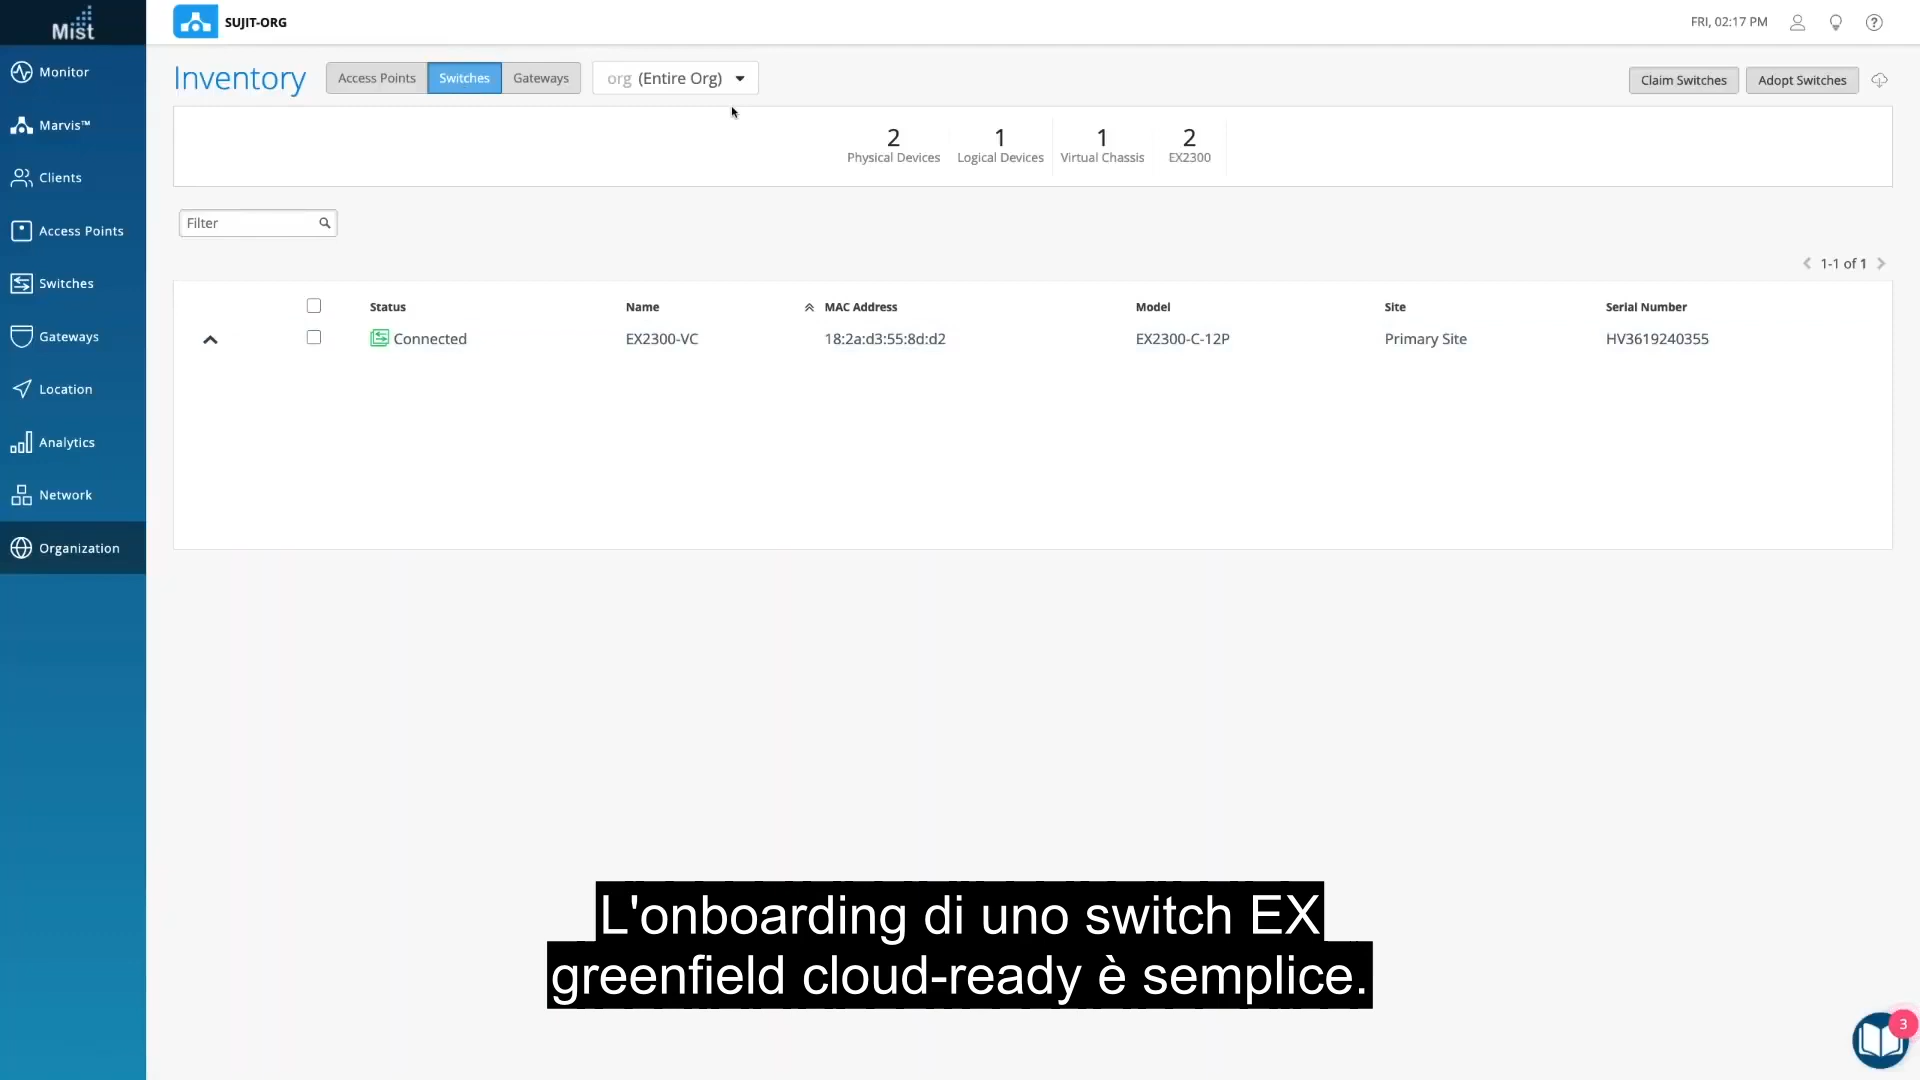 Mist
SUJIT-ORG
FRI, 02:17 PM
Monitor
Marvis™
Clients
Access Points
Switches
Gateways
Location
Analytics
Network
Organization
Inventory
Access Points
Switches
Gateways
org (Entire Org)
Claim Switches
Adopt Switches
2
Physical Devices
1
Logical Devices
1
Virtual Chassis
2
EX2300
Filter
1-1 of 1
Status Name MAC Address Model Site Serial Number
Connected EX2300-VC 18:2a:d3:55:8d:d2 EX2300-C-12P Primary Site HV3619240355
L'onboarding di uno switch EX
greenfield cloud-ready è semplice.
3